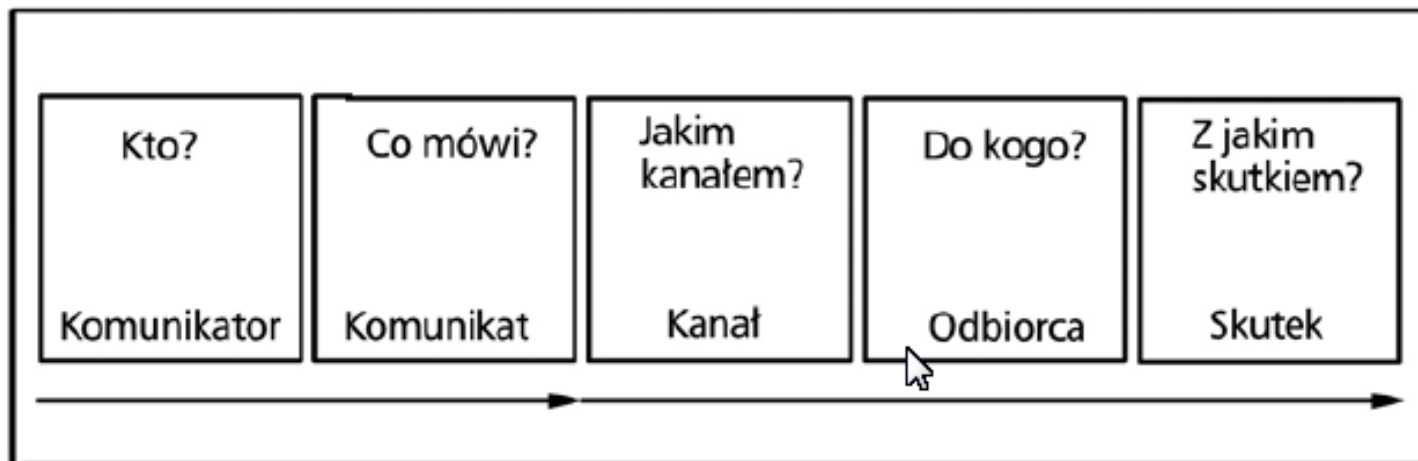 Kto?
Komunikator
Co mówi?
Komunikat
Jakim
kanałem?
Kanał
Do kogo?
Odbiorca
Z jakim
skutkiem?
Skutek